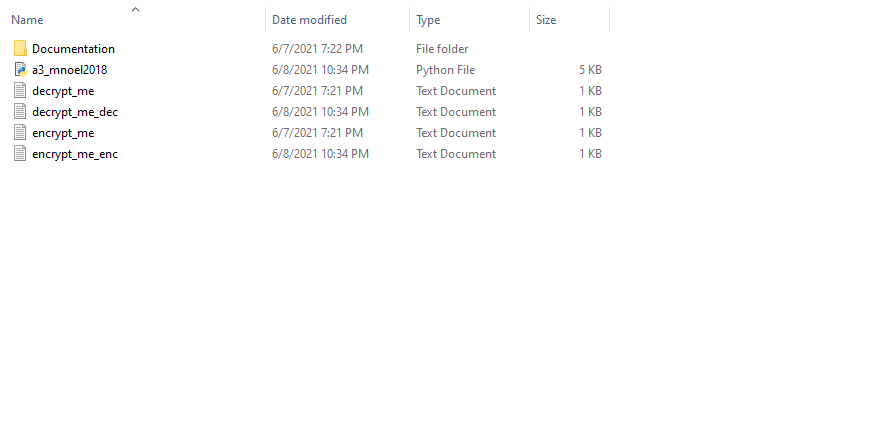 Name Date modified Type Size
Documentation 6/7/2021 7:22 PM File folder
a3_mnoel2018 6/8/2021 10:34 PM Python File 5 KB
decrypt_me 6/7/2021 7:21 PM Text Document 1 KB
decrypt_me_dec 6/8/2021 10:34 PM Text Document 1 KB
encrypt_me 6/7/2021 7:21 PM Text Document 1 KB
encrypt_me_enc 6/8/2021 10:34 PM Text Document 1 KB